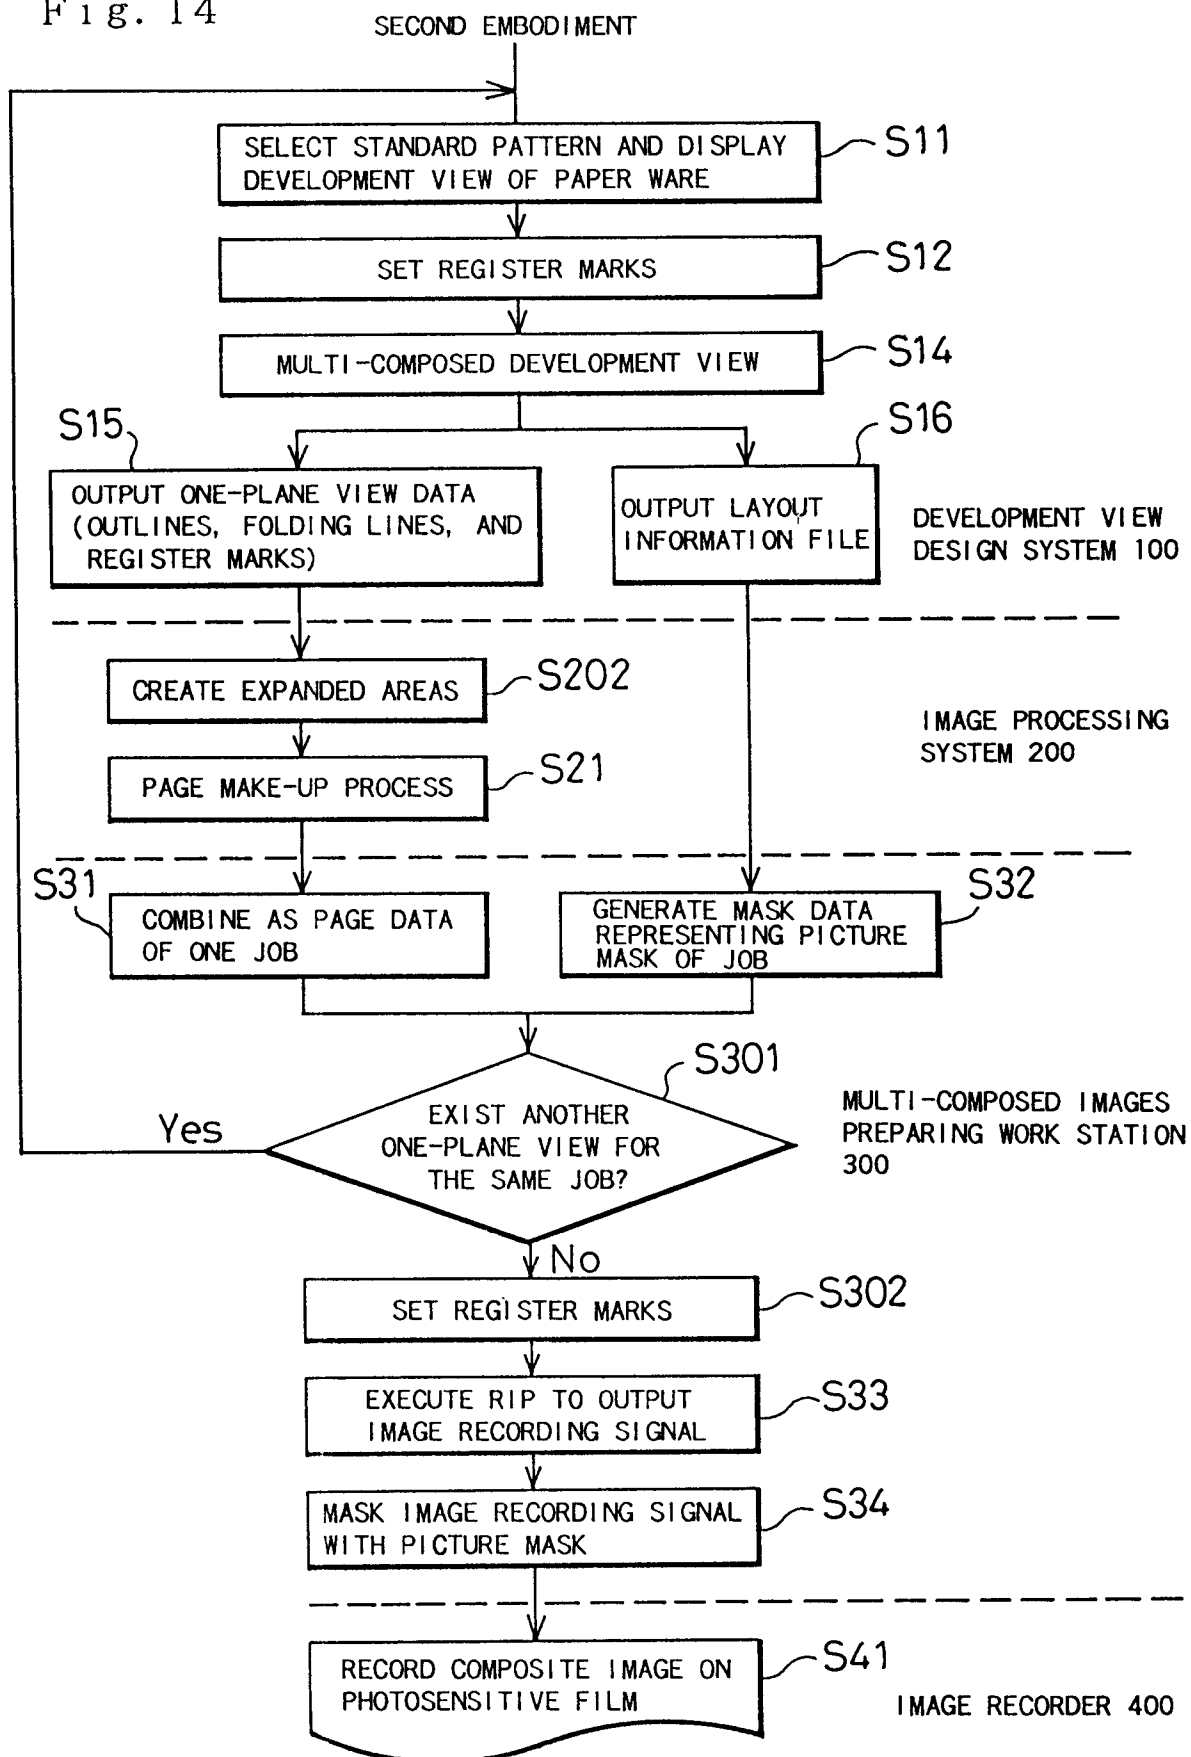 Fig. 14
SECOND EMBODIMENT
SELECT STANDARD PATTERN AND DISPLAY
DEVELOPMENT VIEW OF PAPER WARE
S11
SET REGISTER MARKS
S12
MULTI-COMPOSED DEVELOPMENT VIEW
S14
S15
OUTPUT ONE-PLANE VIEW DATA
(OUTLINES, FOLDING LINES, AND
REGISTER MARKS)
S16
OUTPUT LAYOUT
INFORMATION FILE
DEVELOPMENT VIEW
DESIGN SYSTEM 100
CREATE EXPANDED AREAS
S202
PAGE MAKE-UP PROCESS
S21
IMAGE PROCESSING
SYSTEM 200
S31
COMBINE AS PAGE DATA
OF ONE JOB
S32
GENERATE MASK DATA
REPRESENTING PICTURE
MASK OF JOB
S301
EXIST ANOTHER
ONE-PLANE VIEW FOR
THE SAME JOB?
Yes
No
MULTI-COMPOSED IMAGES
PREPARING WORK STATION
300
SET REGISTER MARKS
S302
EXECUTE RIP TO OUTPUT
IMAGE RECORDING SIGNAL
S33
MASK IMAGE RECORDING SIGNAL
WITH PICTURE MASK
S34
RECORD COMPOSITE IMAGE ON
PHOTOSENSITIVE FILM
S41
IMAGE RECORDER 400